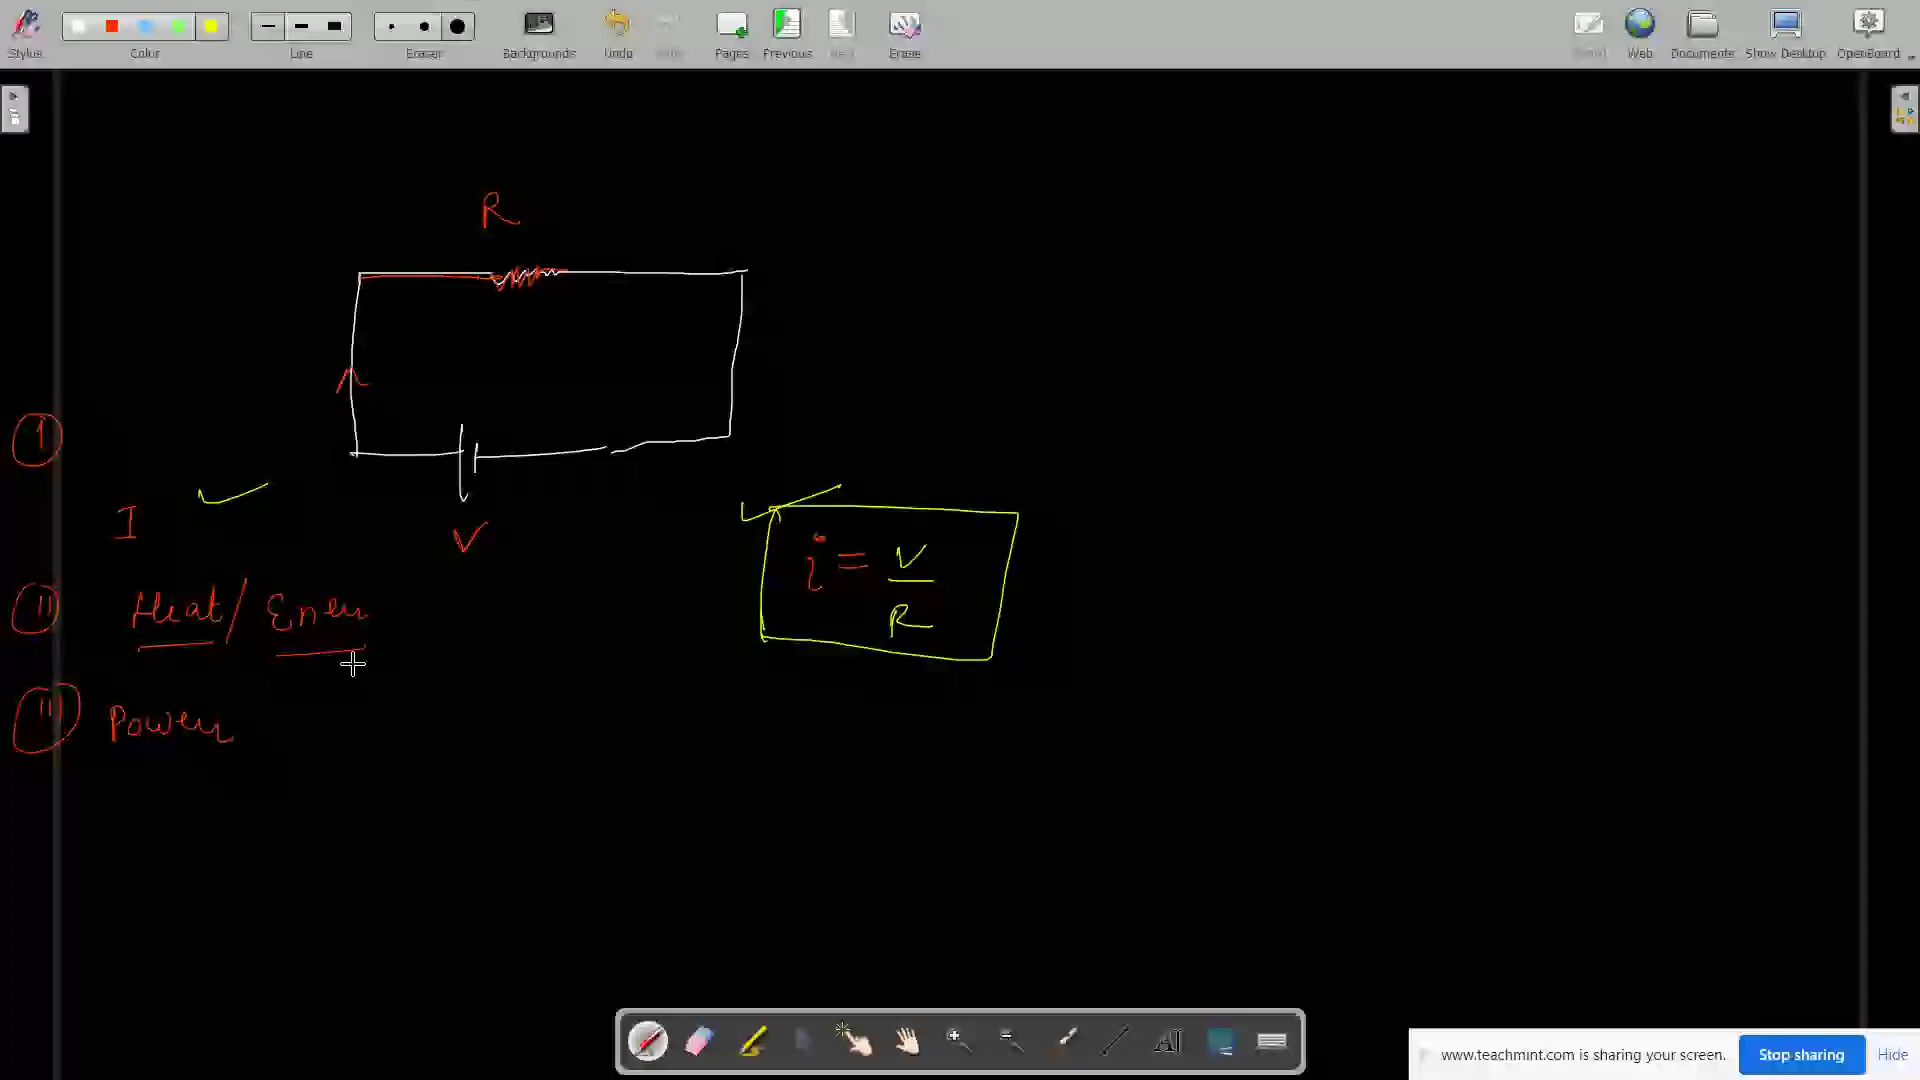 Stylus
Color
Line
Eraser
Backgrounds
Undo
Pages
Previous
Erase
Web
Documents
Show Desktop
OpenBoard
R
I
I
V
i = V
R
II
Heat / Ener
Power
www.teachmint.com is sharing your screen.
Stop sharing
Hide